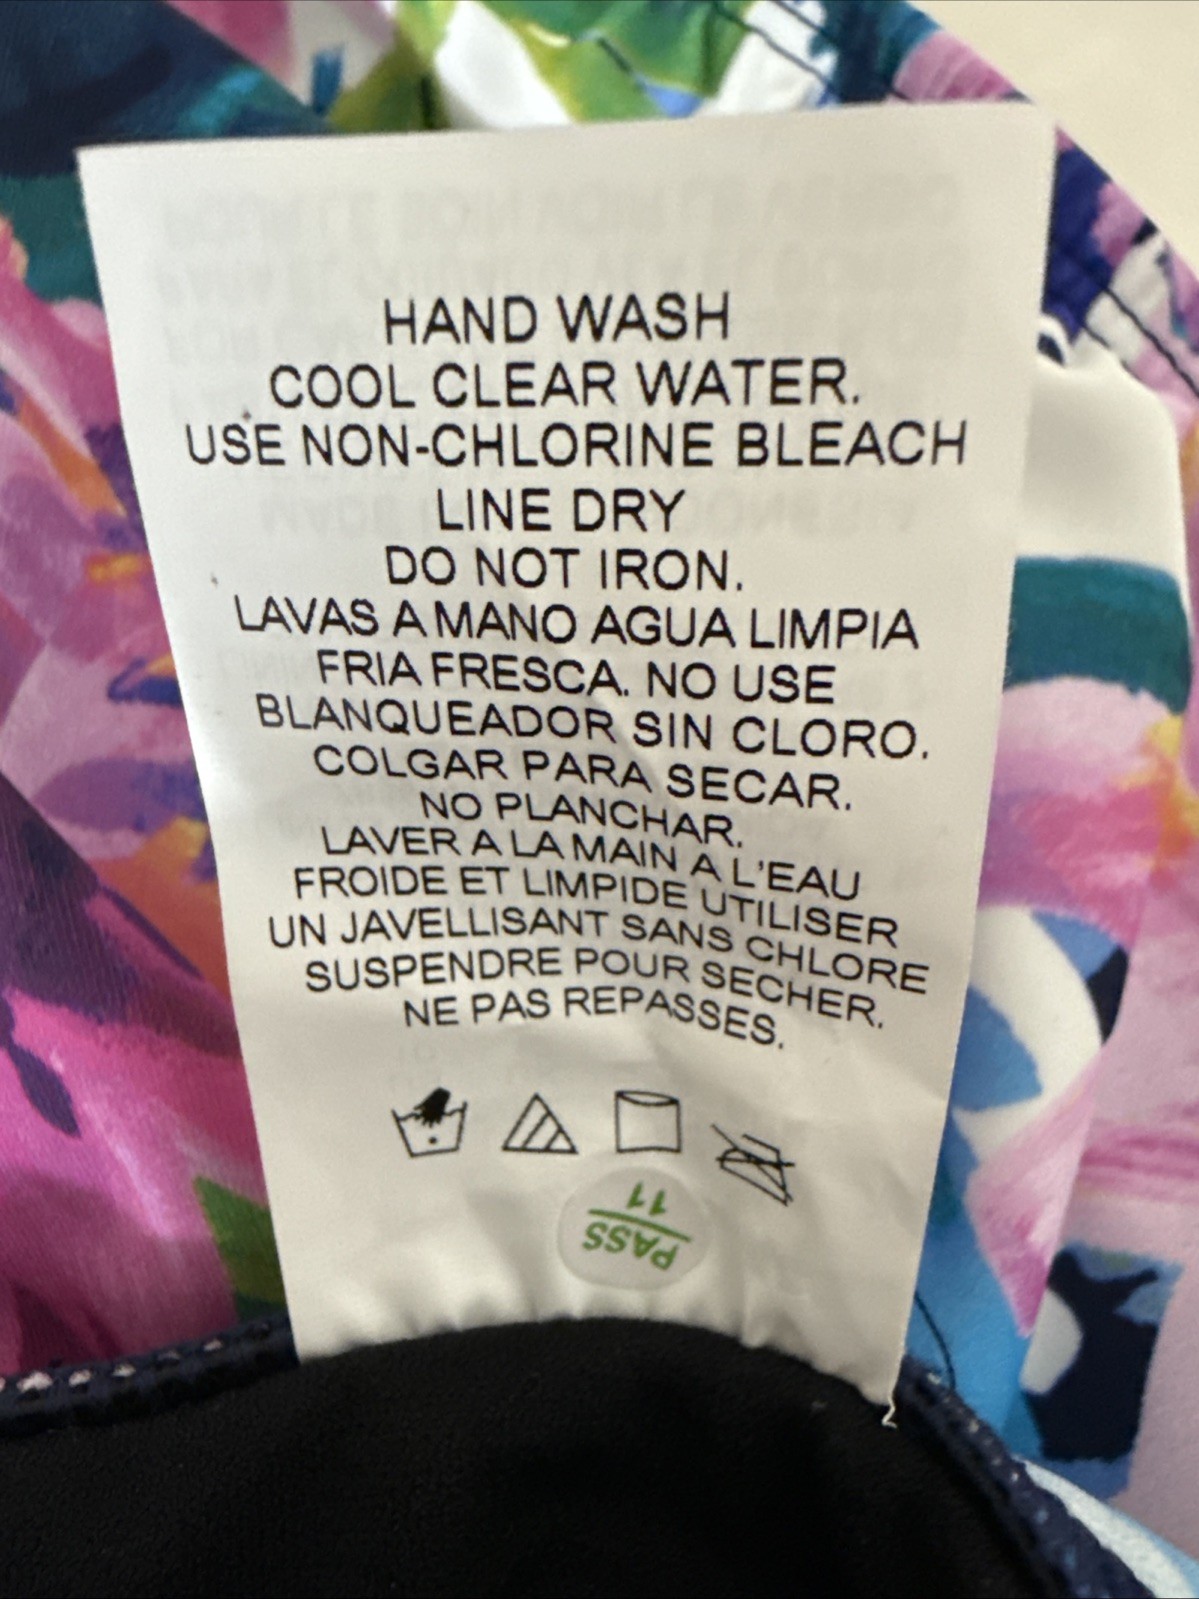 HAND WASH
COOL CLEAR WATER.
USE NON-CHLORINE BLEACH
LINE DRY
DO NOT IRON.
LAVAS A MANO AGUA LIMPIA
FRIA FRESCA. NO USE
BLANQUEADOR SIN CLORO.
COLGAR PARA SECAR.
NO PLANCHAR.
LAVER A LA MAIN A L'EAU
FROIDE ET LIMPIDE UTILISER
UN JAVELLISANT SANS CHLORE
SUSPENDRE POUR SECHER.
NE PAS REPASSES.
PASS
11